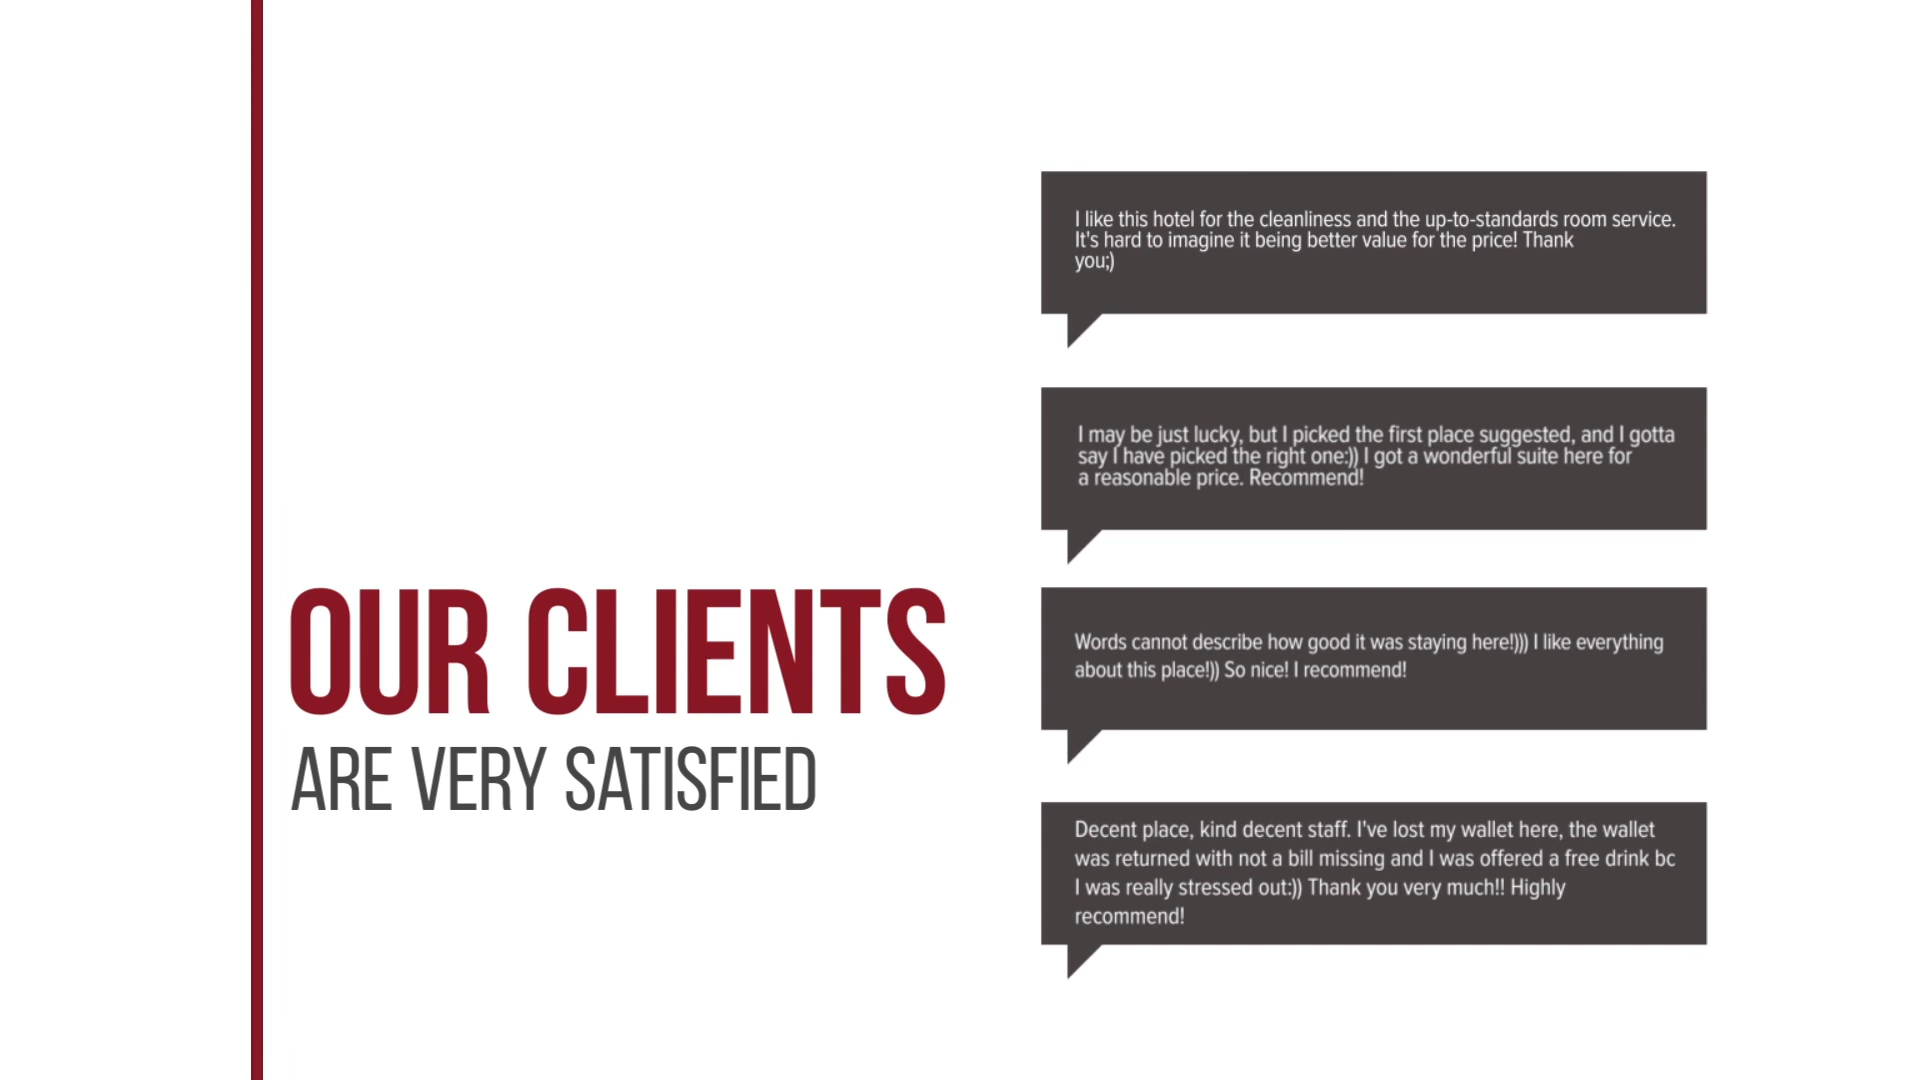 OUR CLIENTS
ARE VERY SATISFIED
I like this hotel for the cleanliness and the up-to-standards room service.
It's hard to imagine it being better value for the price! Thank
you;)
I may be just lucky, but I picked the first place suggested, and I gotta
say I have picked the right one:)) I got a wonderful suite here for
a reasonable price. Recommend!
Words cannot describe how good it was staying here!))) I like everything
about this place!)) So nice! I recommend!
Decent place, kind decent staff. I've lost my wallet here, the wallet
was returned with not a bill missing and I was offered a free drink bc
I was really stressed out:)) Thank you very much!! Highly
recommend!